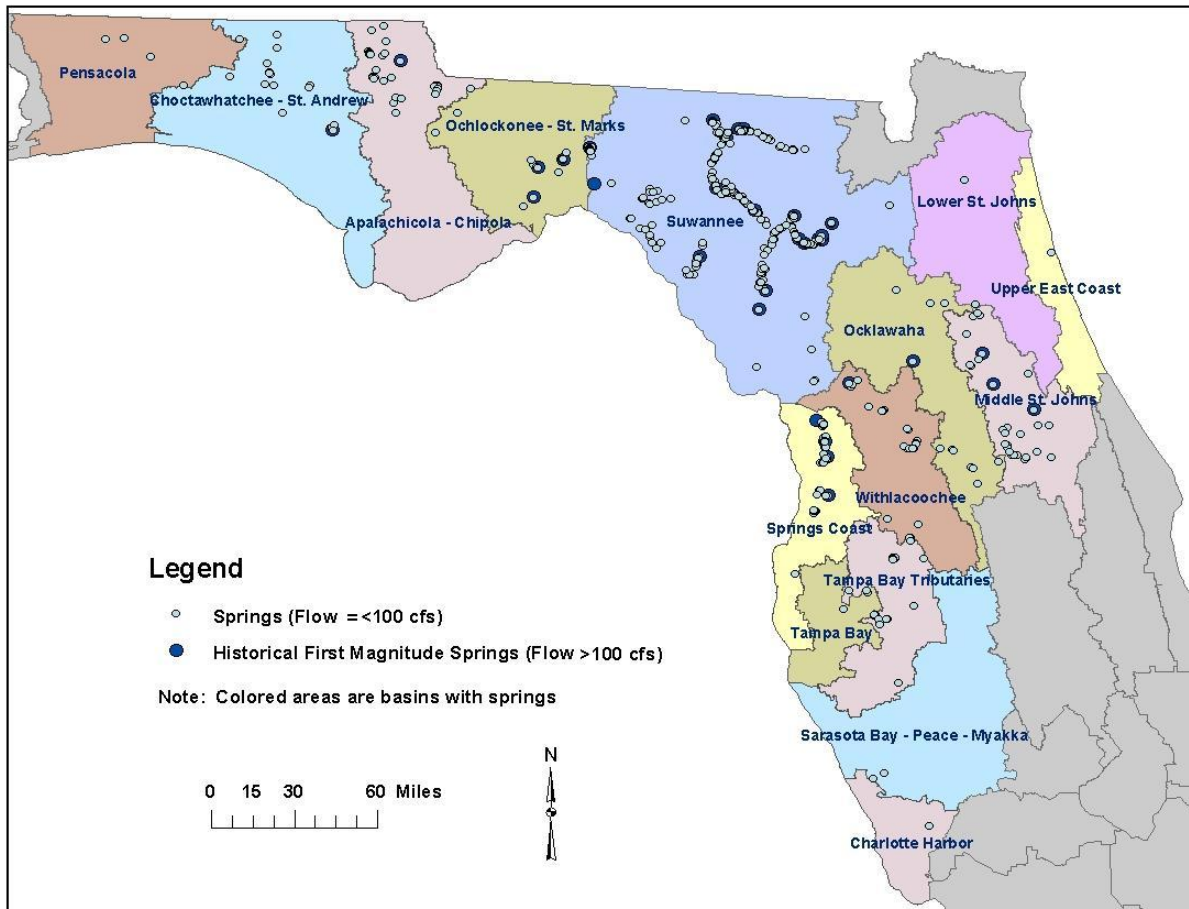 Pensacola
Choctawhatchee - St. Andrew
Ochlockonee - St. Marks
Apalachicola - Chipola
Suwannee
Lower St. Johns
Upper East Coast
Ocklawaha
Middle St. Johns
Withlacoochee
Springs Coast
Tampa Bay Tributaries
Tampa Bay
Sarasota Bay - Peace - Myakka
Charlotte Harbor
Legend
Springs (Flow =<100 cfs)
Historical First Magnitude Springs (Flow >100 cfs)
Note: Colored areas are basins with springs
0 15 30 60 Miles
N